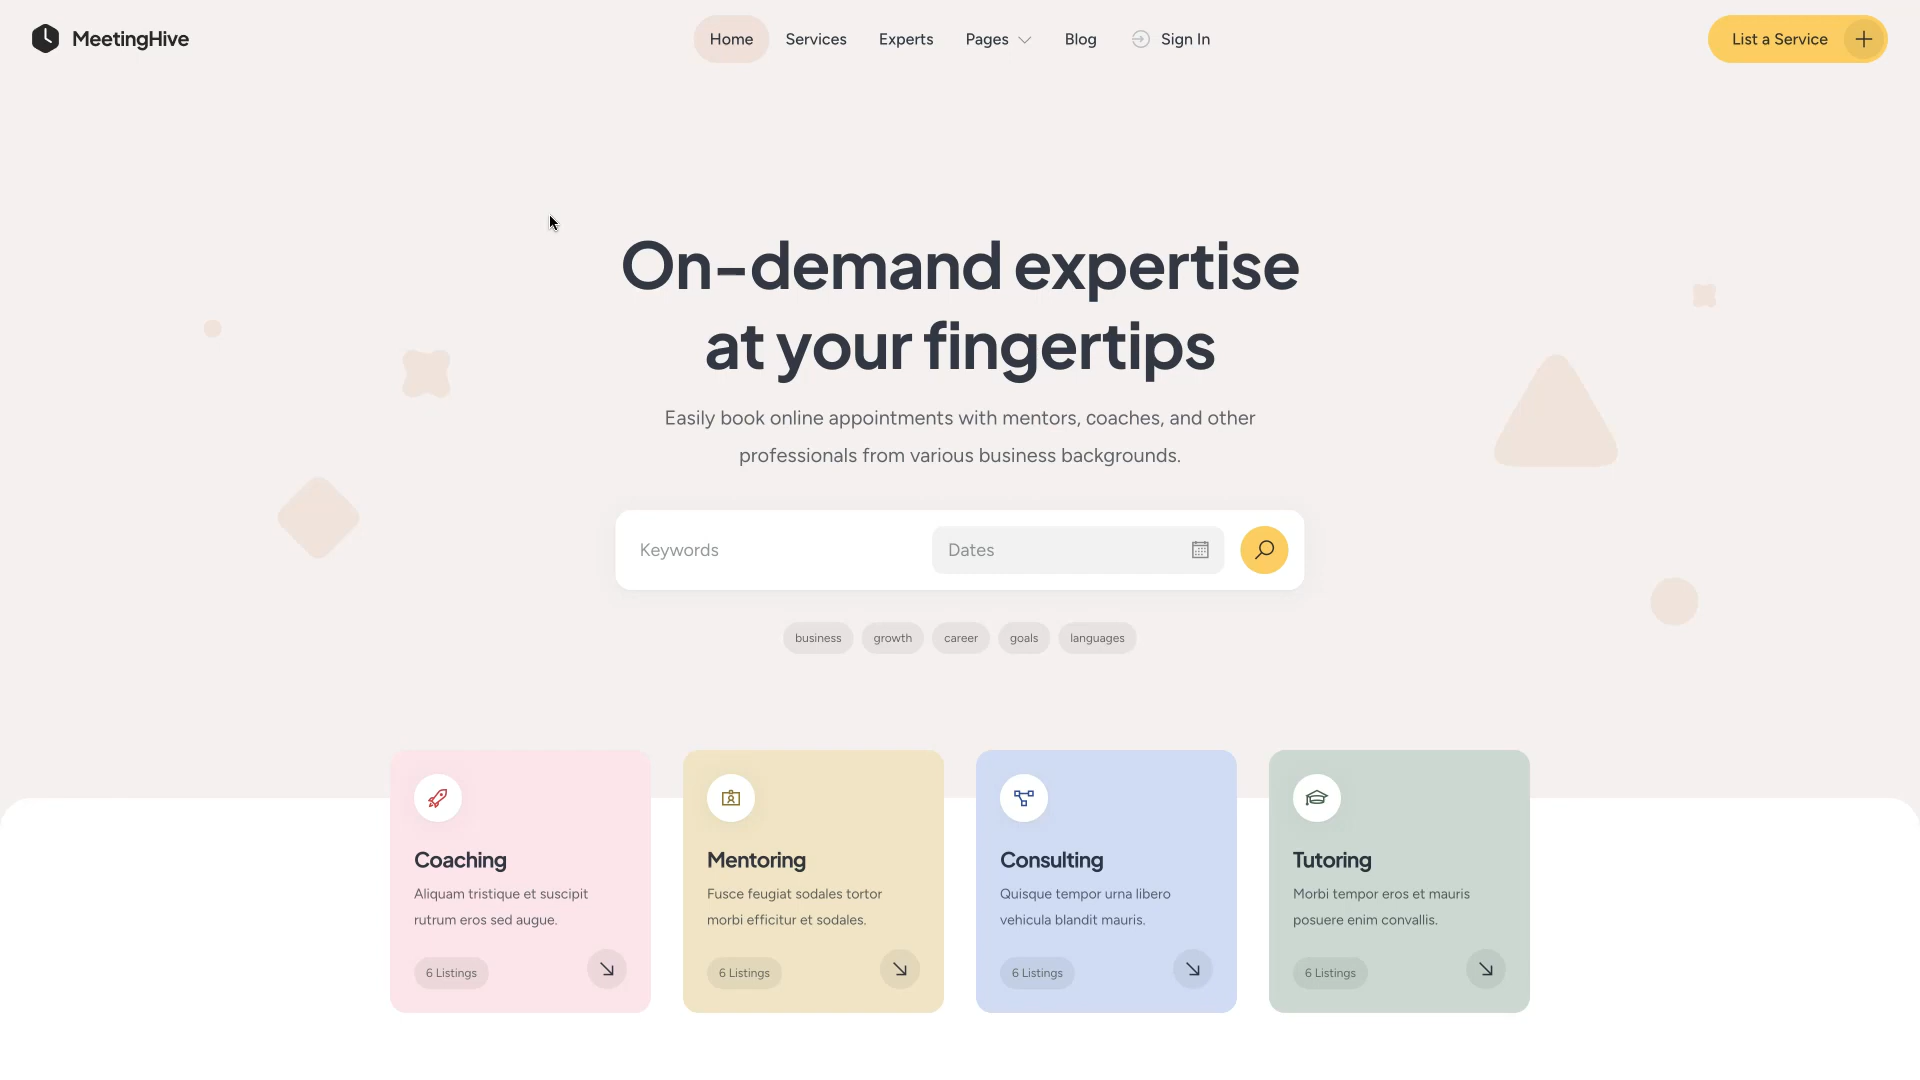 MeetingHive
Home
Services
Experts
Pages
Blog
Sign In
List a Service
On-demand expertise
at your fingertips
Easily book online appointments with mentors, coaches, and other
professionals from various business backgrounds.
Keywords
Dates
business
growth
career
goals
languages
Coaching
Aliquam tristique et suscipit
rutrum eros sed augue.
6 Listings
Mentoring
Fusce feugiat sodales tortor
morbi efficitur et sodales.
6 Listings
Consulting
Quisque tempor urna libero
vehicula blandit mauris.
6 Listings
Tutoring
Morbi tempor eros et mauris
posuere enim convallis.
6 Listings